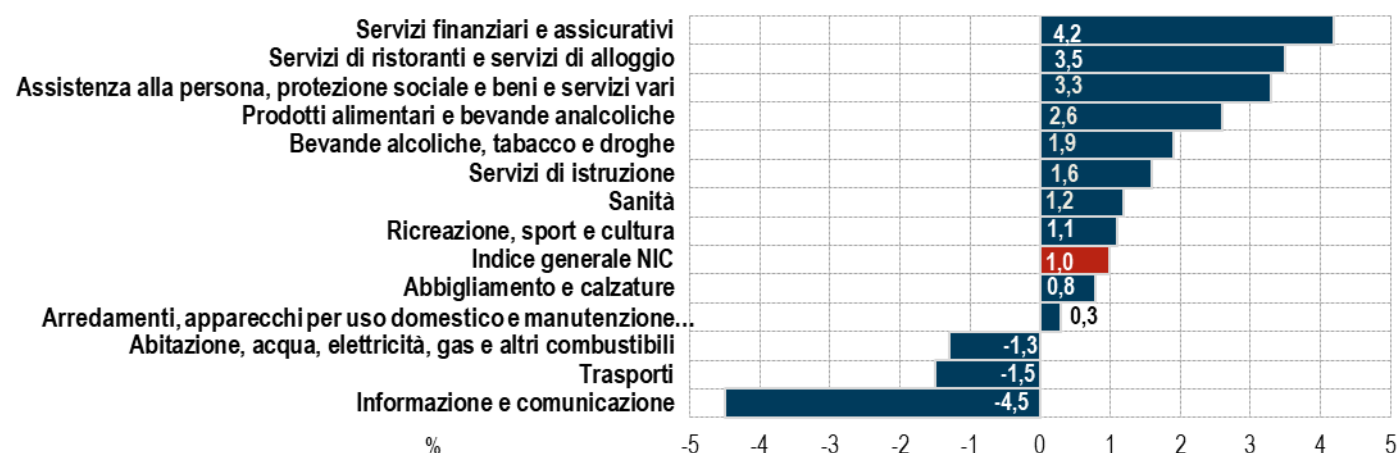 Servizi finanziari e assicurativi 4,2
Servizi di ristoranti e servizi di alloggio 3,5
Assistenza alla persona, protezione sociale e beni e servizi vari 3,3
Prodotti alimentari e bevande analcoliche 2,6
Bevande alcoliche, tabacco e droghe 1,9
Servizi di istruzione 1,6
Sanità 1,2
Ricreazione, sport e cultura 1,1
Indice generale NIC 1,0
Abbigliamento e calzature 0,8
Arredamenti, apparecchi per uso domestico e manutenzione... 0,3
Abitazione, acqua, elettricità, gas e altri combustibili -1,3
Trasporti -1,5
Informazione e comunicazione -4,5
% -5 -4 -3 -2 -1 0 1 2 3 4 5